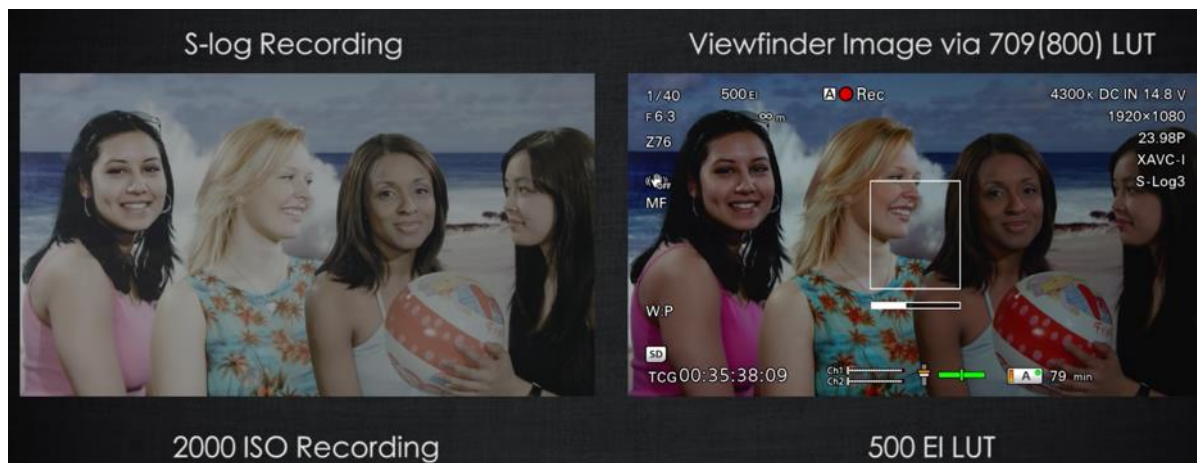 S-log Recording
Viewfinder Image via 709(800) LUT
1/40 500EI A Rec 4300K DC IN 14.8 V
F6.3 ∞ m 1920×1080
Z76 23.98P
XAVC-I
OFF S-Log3
MF
W:P
SD
TCG00:35:38:09 Ch1 A 79 min
Ch2
2000 ISO Recording
500 EI LUT